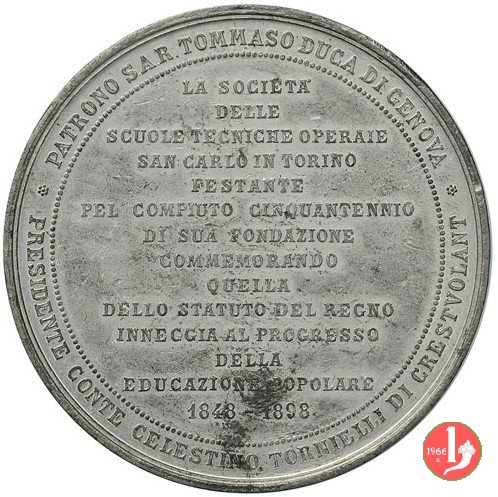 PATRONO S.A.R. TOMMASO DUCA DI GENOVA
LA SOCIETA'
DELLE
SCUOLE TECNICHE OPERAIE
SAN CARLO IN TORINO
FESTANTE
PEL COMPIUTO CINQUANTENNIO
DI SUA FONDAZIONE
COMMEMORANDO
QUELLA
DELLO STATUTO DEL REGNO
INNEGGIA AL PROGRESSO
DELLA
EDUCAZIONE POPOLARE
1848-1898
PRESIDENTE CONTE CELESTINO, TORNIELLI DI CRESTVOLANT
1966
R